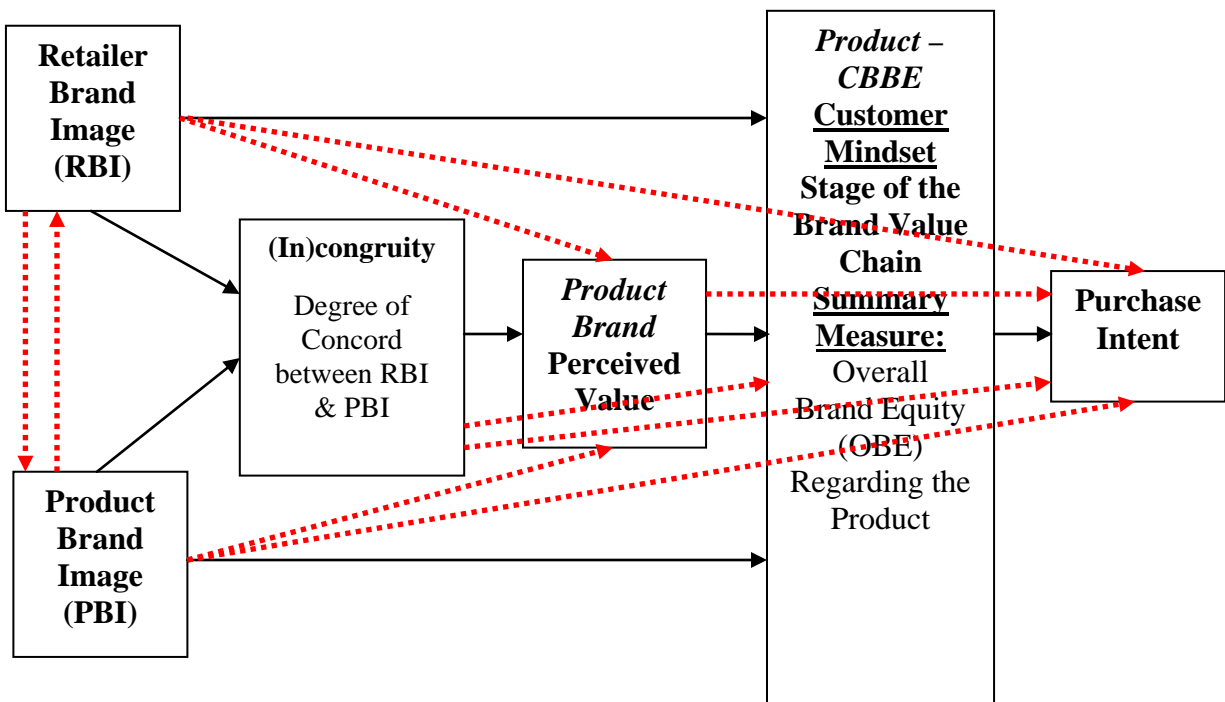 Retailer
Brand
Image
(RBI)
(In)congruity
Degree of
Concord
between RBI
& PBI
Product
Brand
Image
(PBI)
Product
Brand
Perceived
Value
Product –
CBBE
Customer
Mindset
Stage of the
Brand Value
Chain
Summary
Measure:
Overall
Brand Equity
(OBE)
Regarding the
Product
Purchase
Intent